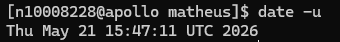 [n10008228@apollo matheus]$ date -u
Thu May 21 15:47:11 UTC 2026